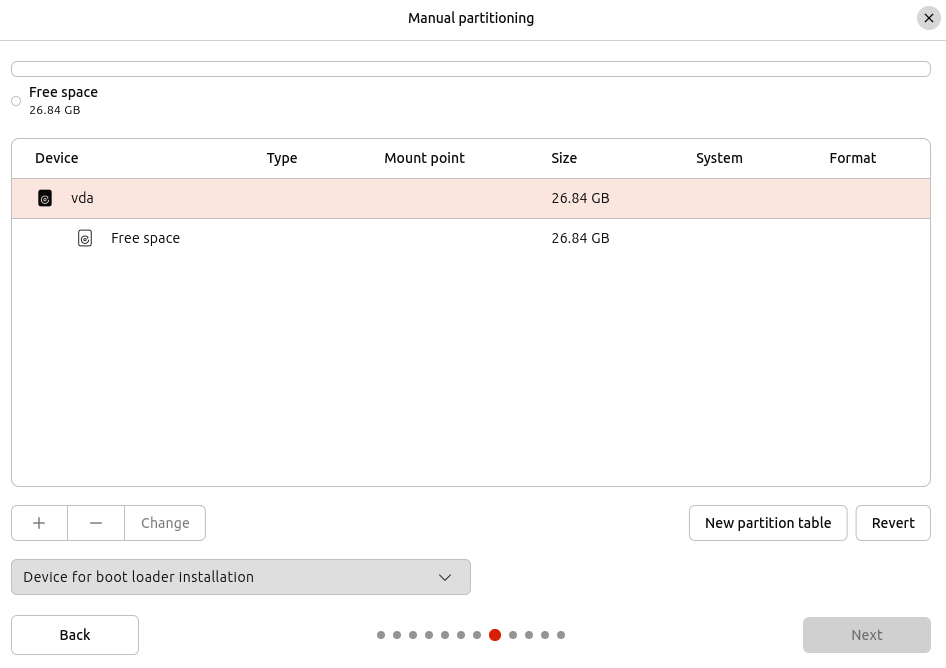 Manual partitioning
Free space
26.84 GB
Device Type Mount point Size System Format
vda 26.84 GB
Free space 26.84 GB
Change New partition table Revert
Device for boot loader installation
Back Next